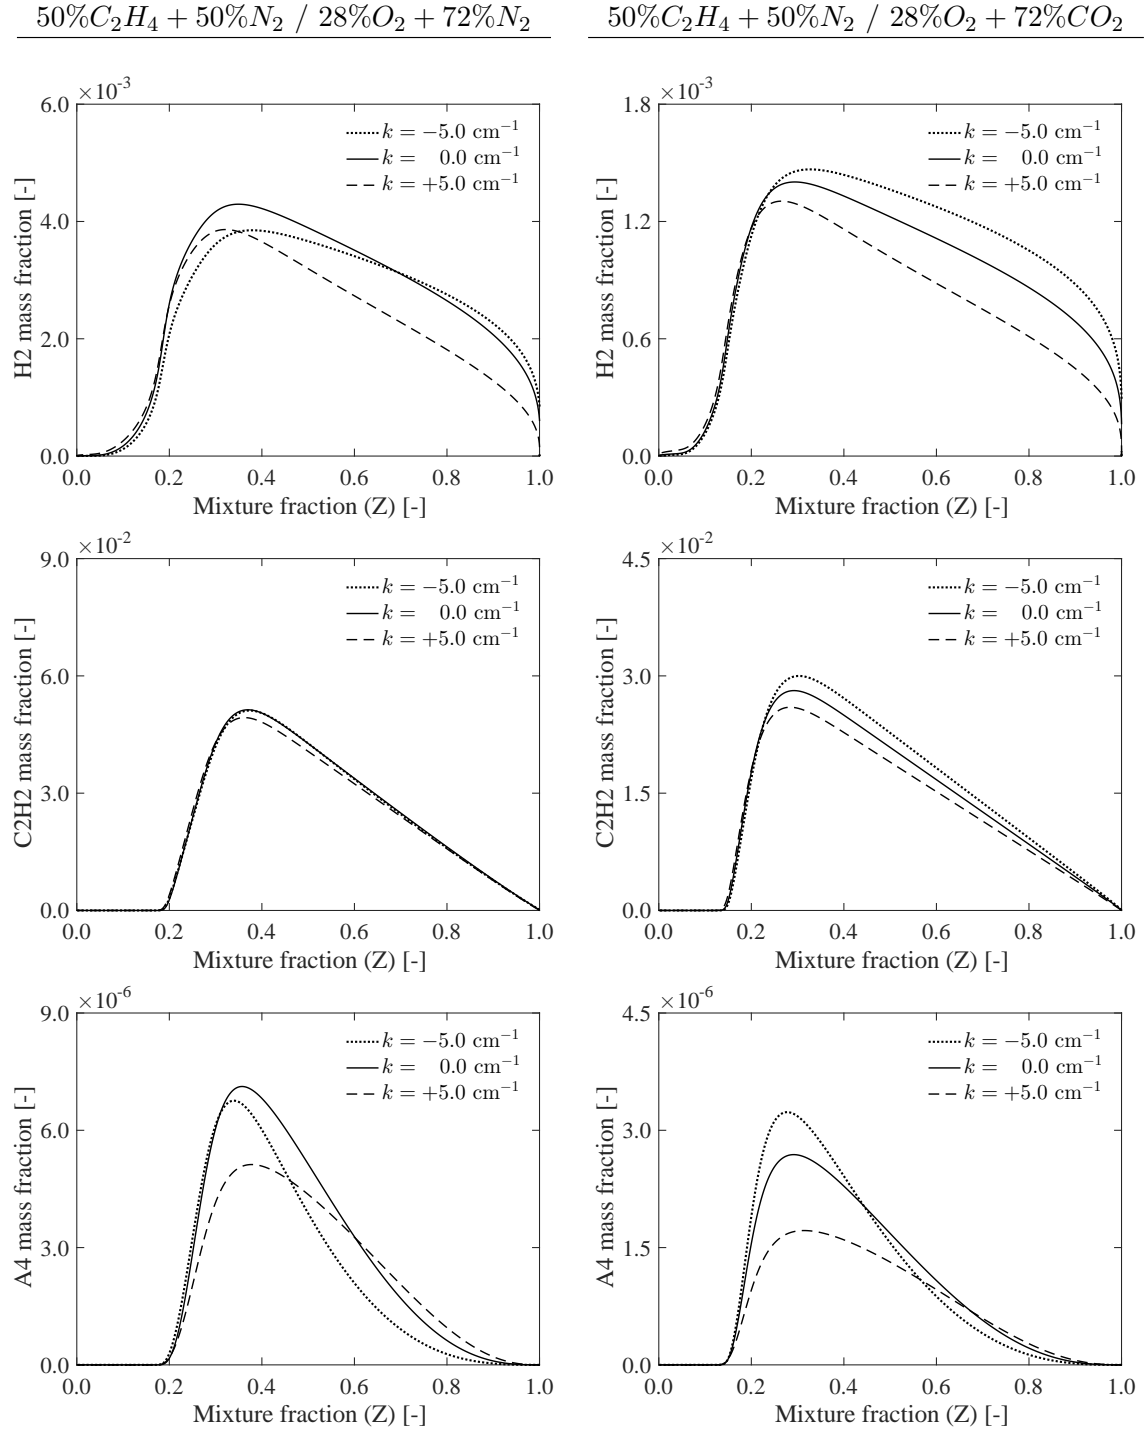 50%C₂H₄ + 50%N₂ / 28%O₂ + 72%N₂
50%C₂H₄ + 50%N₂ / 28%O₂ + 72%CO₂
×10⁻³
6.0
4.0
2.0
0.0
H2 mass fraction [-]
k = −5.0 cm⁻¹
k = 0.0 cm⁻¹
k = +5.0 cm⁻¹
0.0 0.2 0.4 0.6 0.8 1.0
Mixture fraction (Z) [-]
×10⁻³
1.8
1.2
0.6
0.0
H2 mass fraction [-]
k = −5.0 cm⁻¹
k = 0.0 cm⁻¹
k = +5.0 cm⁻¹
0.0 0.2 0.4 0.6 0.8 1.0
Mixture fraction (Z) [-]
×10⁻²
9.0
6.0
3.0
0.0
C2H2 mass fraction [-]
k = −5.0 cm⁻¹
k = 0.0 cm⁻¹
k = +5.0 cm⁻¹
0.0 0.2 0.4 0.6 0.8 1.0
Mixture fraction (Z) [-]
×10⁻²
4.5
3.0
1.5
0.0
C2H2 mass fraction [-]
k = −5.0 cm⁻¹
k = 0.0 cm⁻¹
k = +5.0 cm⁻¹
0.0 0.2 0.4 0.6 0.8 1.0
Mixture fraction (Z) [-]
×10⁻⁶
9.0
6.0
3.0
0.0
A4 mass fraction [-]
k = −5.0 cm⁻¹
k = 0.0 cm⁻¹
k = +5.0 cm⁻¹
0.0 0.2 0.4 0.6 0.8 1.0
Mixture fraction (Z) [-]
×10⁻⁶
4.5
3.0
1.5
0.0
A4 mass fraction [-]
k = −5.0 cm⁻¹
k = 0.0 cm⁻¹
k = +5.0 cm⁻¹
0.0 0.2 0.4 0.6 0.8 1.0
Mixture fraction (Z) [-]